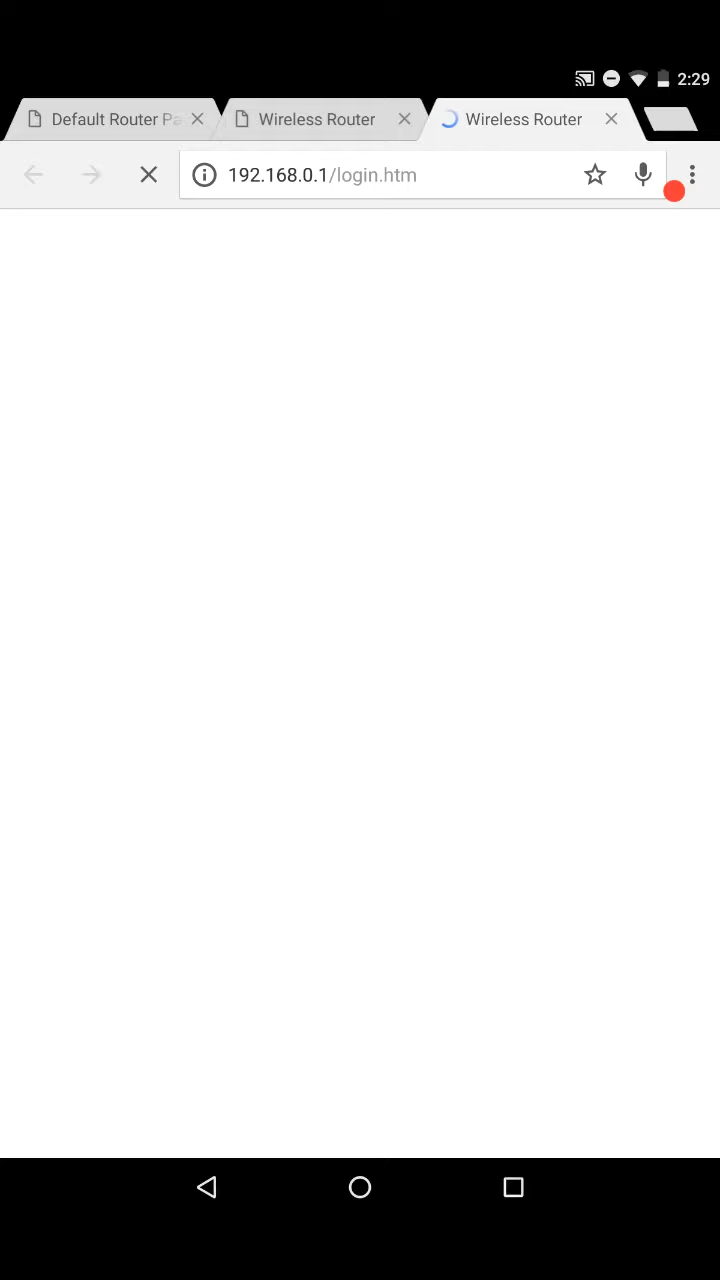 2:29
Default Router Pa
Wireless Router
Wireless Router
192.168.0.1/login.htm